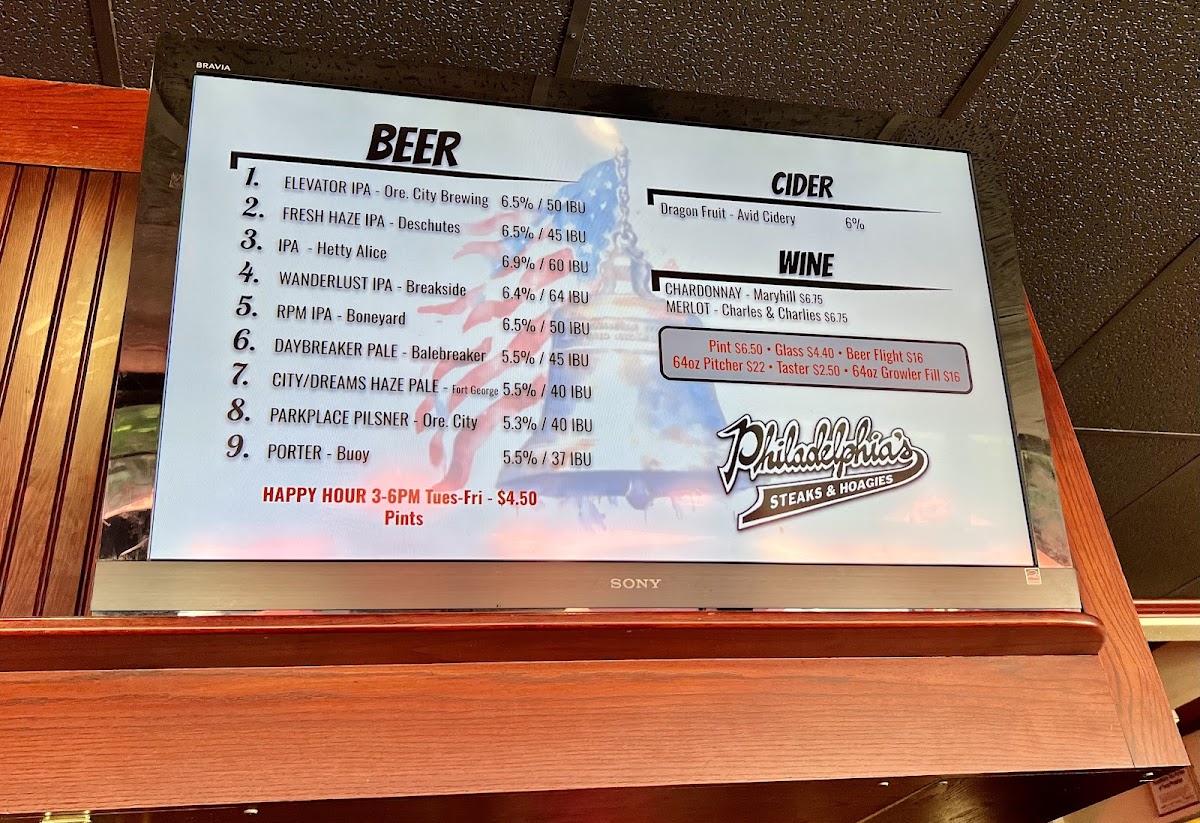 BRAVIA
BEER
1. ELEVATOR IPA - Ore. City Brewing 6.5% / 50 IBU
2. FRESH HAZE IPA - Deschutes 6.5% / 45 IBU
3. IPA - Hetty Alice 6.9% / 60 IBU
4. WANDERLUST IPA - Breakside 6.4% / 64 IBU
5. RPM IPA - Boneyard 6.5% / 50 IBU
6. DAYBREAKER PALE - Balebreaker 5.5% / 45 IBU
7. CITY/DREAMS HAZE PALE - Fort George 5.5% / 40 IBU
8. PARKPLACE PILSNER - Ore. City 5.3% / 40 IBU
9. PORTER - Buoy 5.5% / 37 IBU
HAPPY HOUR 3-6PM Tues-Fri - $4.50
Pints
CIDER
Dragon Fruit - Avid Cidery 6%
WINE
CHARDONNAY - Maryhill $6.75
MERLOT - Charles & Charlies $6.75
Pint $6.50 • Glass $4.40 • Beer Flight $16
64oz Pitcher $22 • Taster $2.50 • 64oz Growler Fill $16
Philadelphia's
STEAKS & HOAGIES
SONY